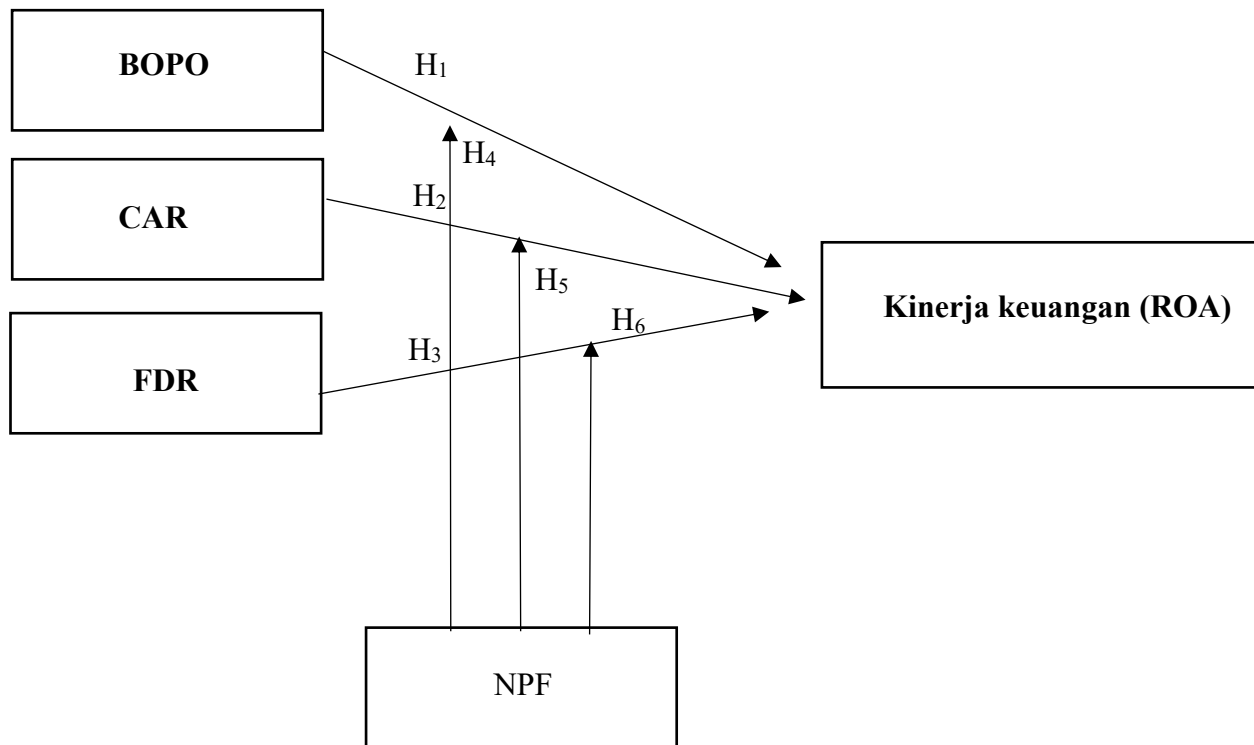 BOPO
H₁
H₄
CAR
H₂
H₅
Kinerja keuangan (ROA)
H₆
H₃
FDR
NPF